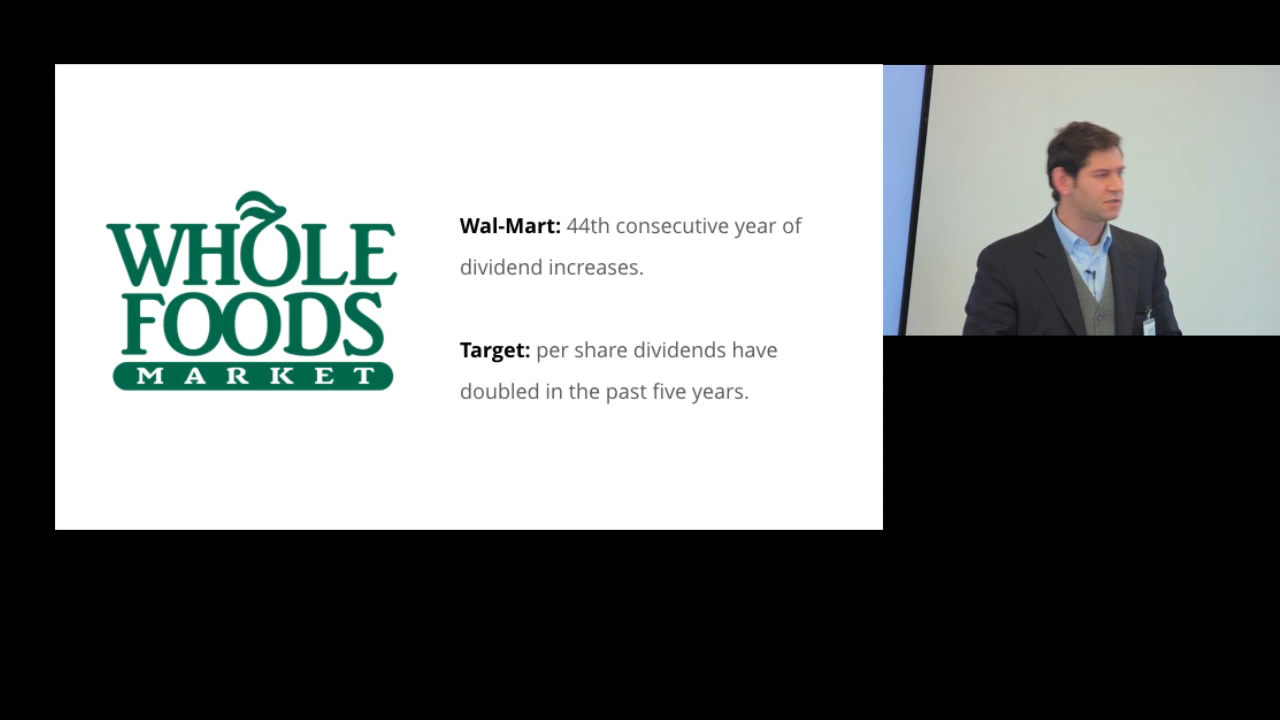 WHOLE
FOODS
MARKET
Wal-Mart: 44th consecutive year of
dividend increases.
Target: per share dividends have
doubled in the past five years.